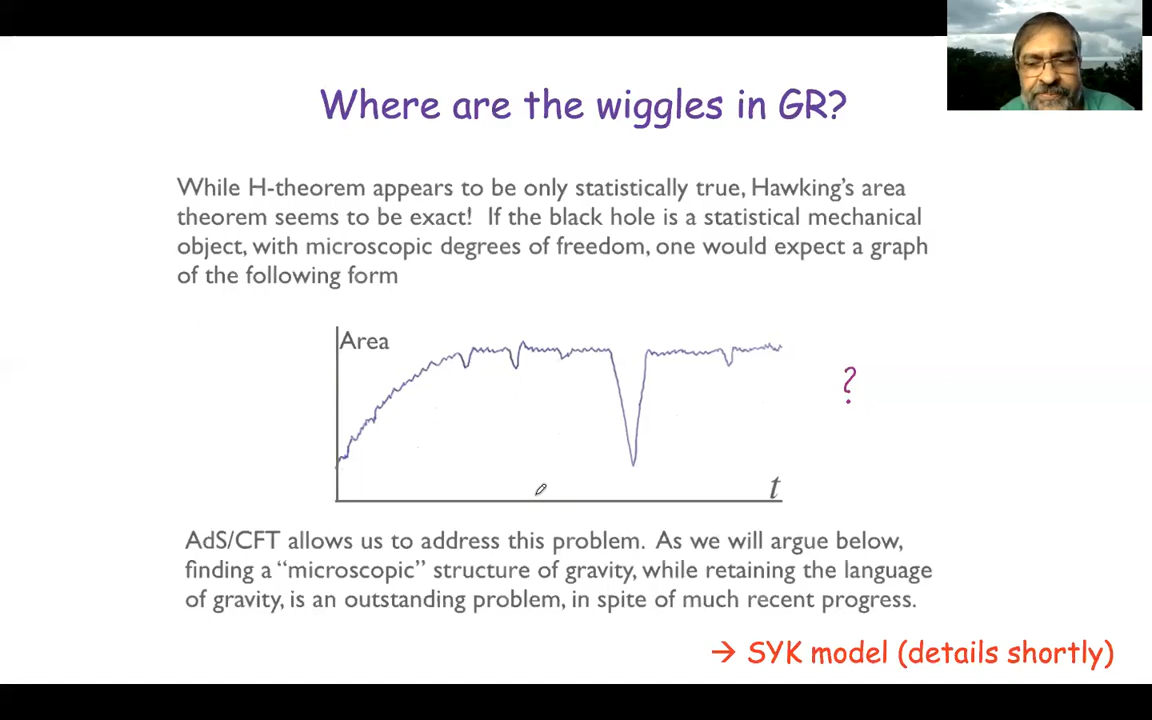 Where are the wiggles in GR?
While H-theorem appears to be only statistically true, Hawking's area
theorem seems to be exact! If the black hole is a statistical mechanical
object, with microscopic degrees of freedom, one would expect a graph
of the following form
Area
?
t
AdS/CFT allows us to address this problem. As we will argue below,
finding a “microscopic” structure of gravity, while retaining the language
of gravity, is an outstanding problem, in spite of much recent progress.
→ SYK model (details shortly)